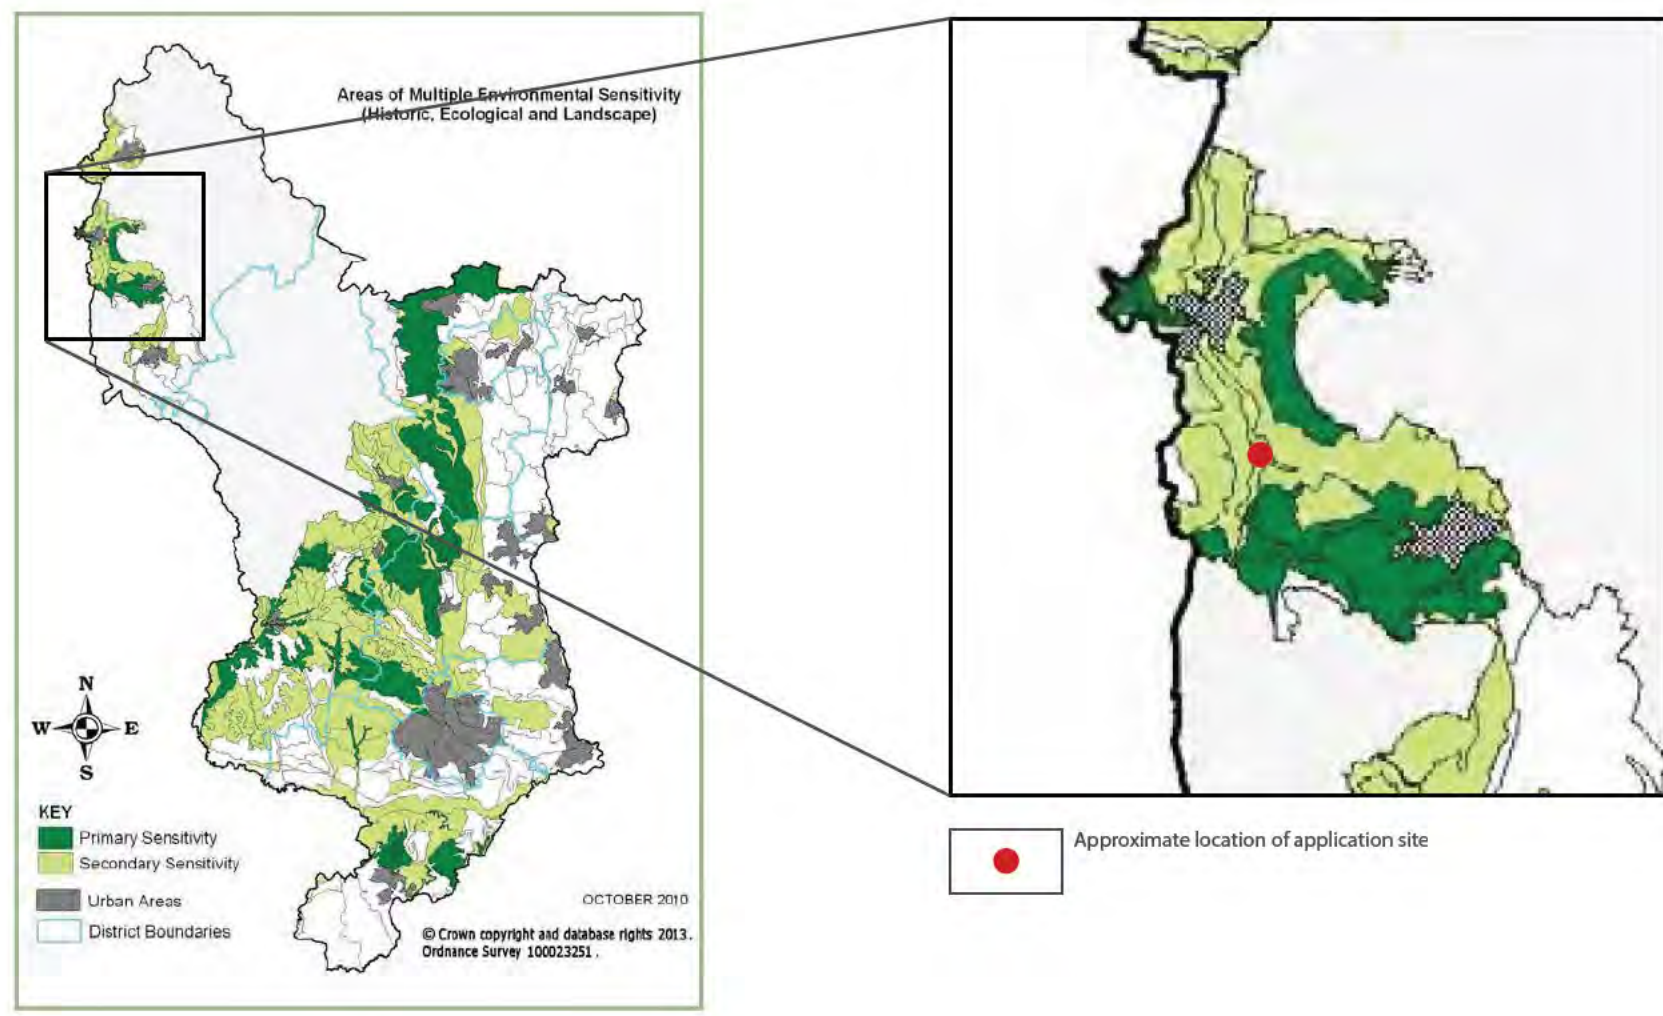 Areas of Multiple Environmental Sensitivity
(Historic, Ecological and Landscape)
N
W
E
S
KEY
Primary Sensitivity
Secondary Sensitivity
Urban Areas
District Boundaries
OCTOBER 2010
© Crown copyright and database rights 2013.
Ordnance Survey 100023251.
Approximate location of application site